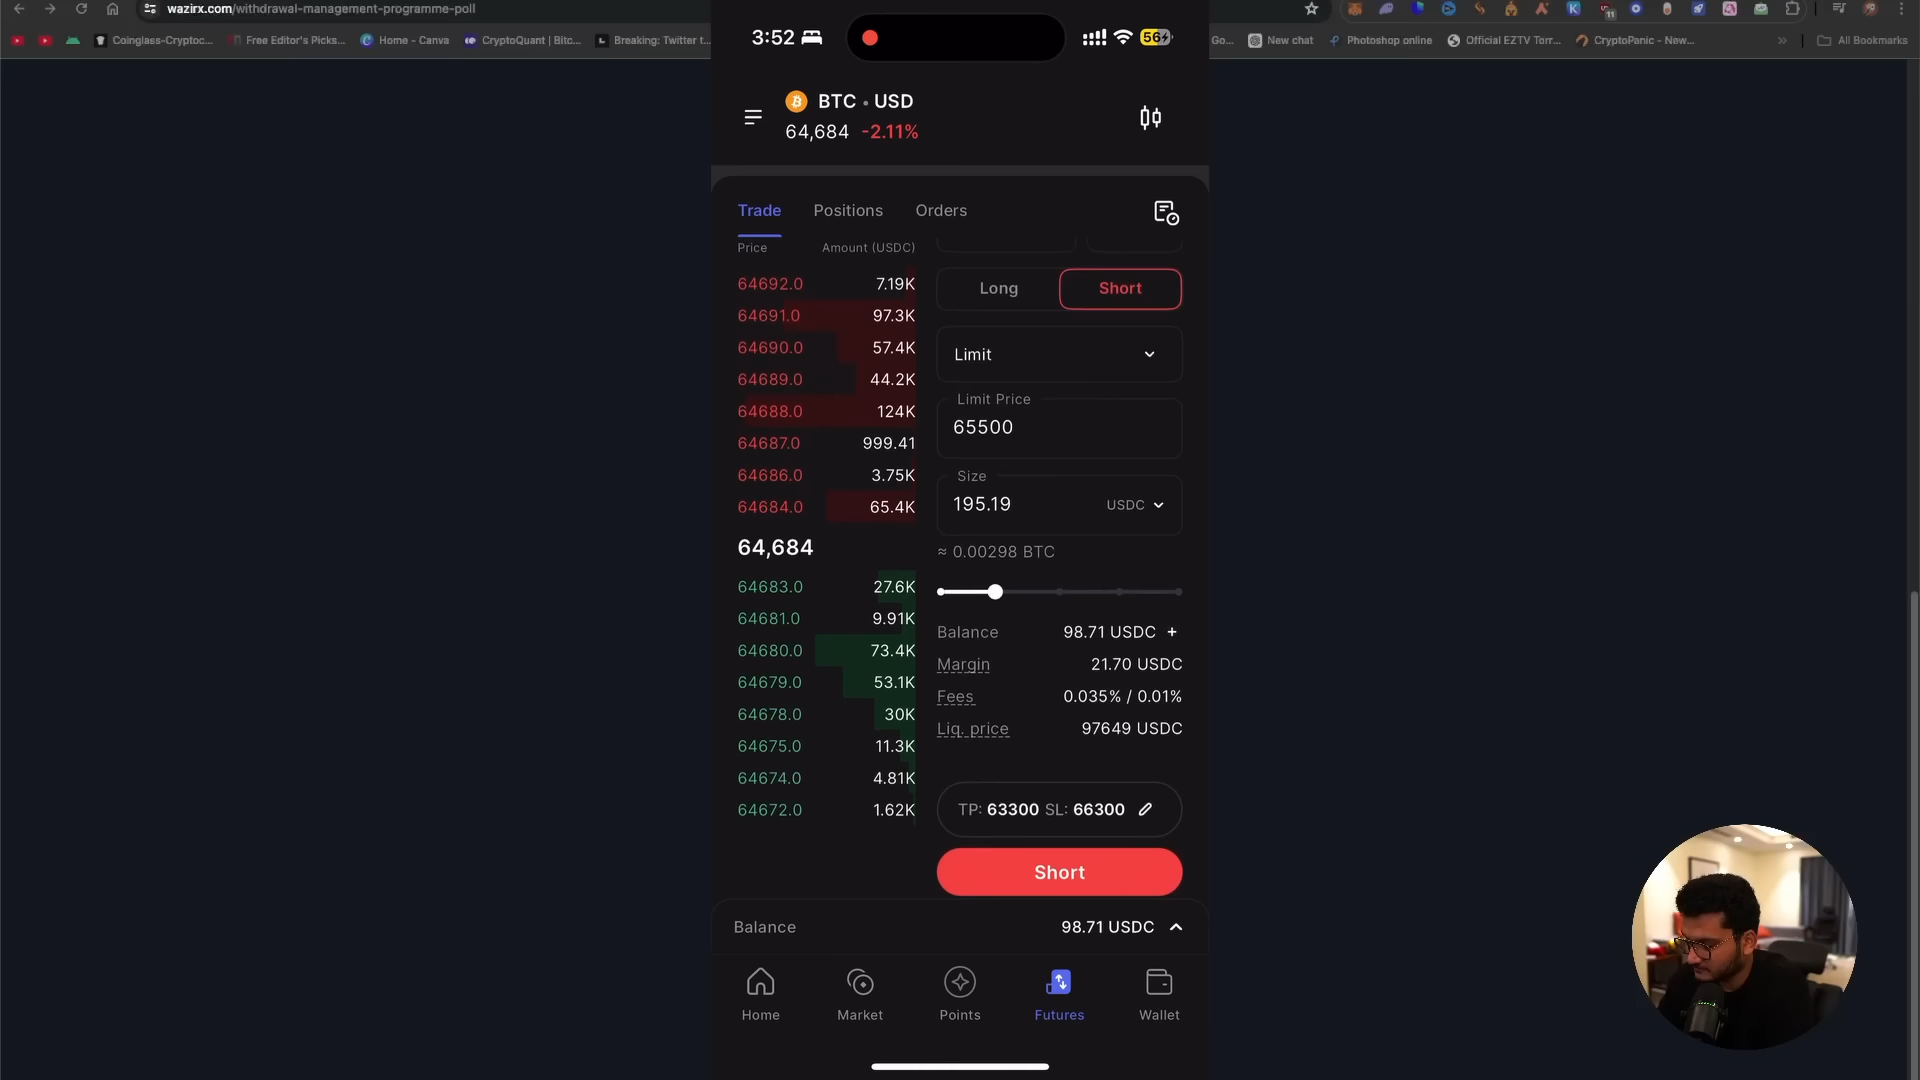 wazirx.com/withdrawal-management-programme-poll
Coinglass-Cryptoc...
Free Editor's Picks...
Home - Canva
CryptoQuant | Bitc...
Breaking: Twitter t...
Go...
New chat
Photoshop online
Official EZTV Torr...
CryptoPanic - New...
All Bookmarks
11
3:52
56
BTC • USD
64,684 -2.11%
Trade Positions Orders
Price Amount (USDC)
64692.0 7.19K
64691.0 97.3K
64690.0 57.4K
64689.0 44.2K
64688.0 124K
64687.0 999.41
64686.0 3.75K
64684.0 65.4K
64,684
64683.0 27.6K
64681.0 9.91K
64680.0 73.4K
64679.0 53.1K
64678.0 30K
64675.0 11.3K
64674.0 4.81K
64672.0 1.62K
Long Short
Limit
Limit Price
65500
Size
195.19 USDC
≈ 0.00298 BTC
Balance 98.71 USDC +
Margin 21.70 USDC
Fees 0.035% / 0.01%
Liq. price 97649 USDC
TP: 63300 SL: 66300
Short
Balance 98.71 USDC
Home Market Points Futures Wallet